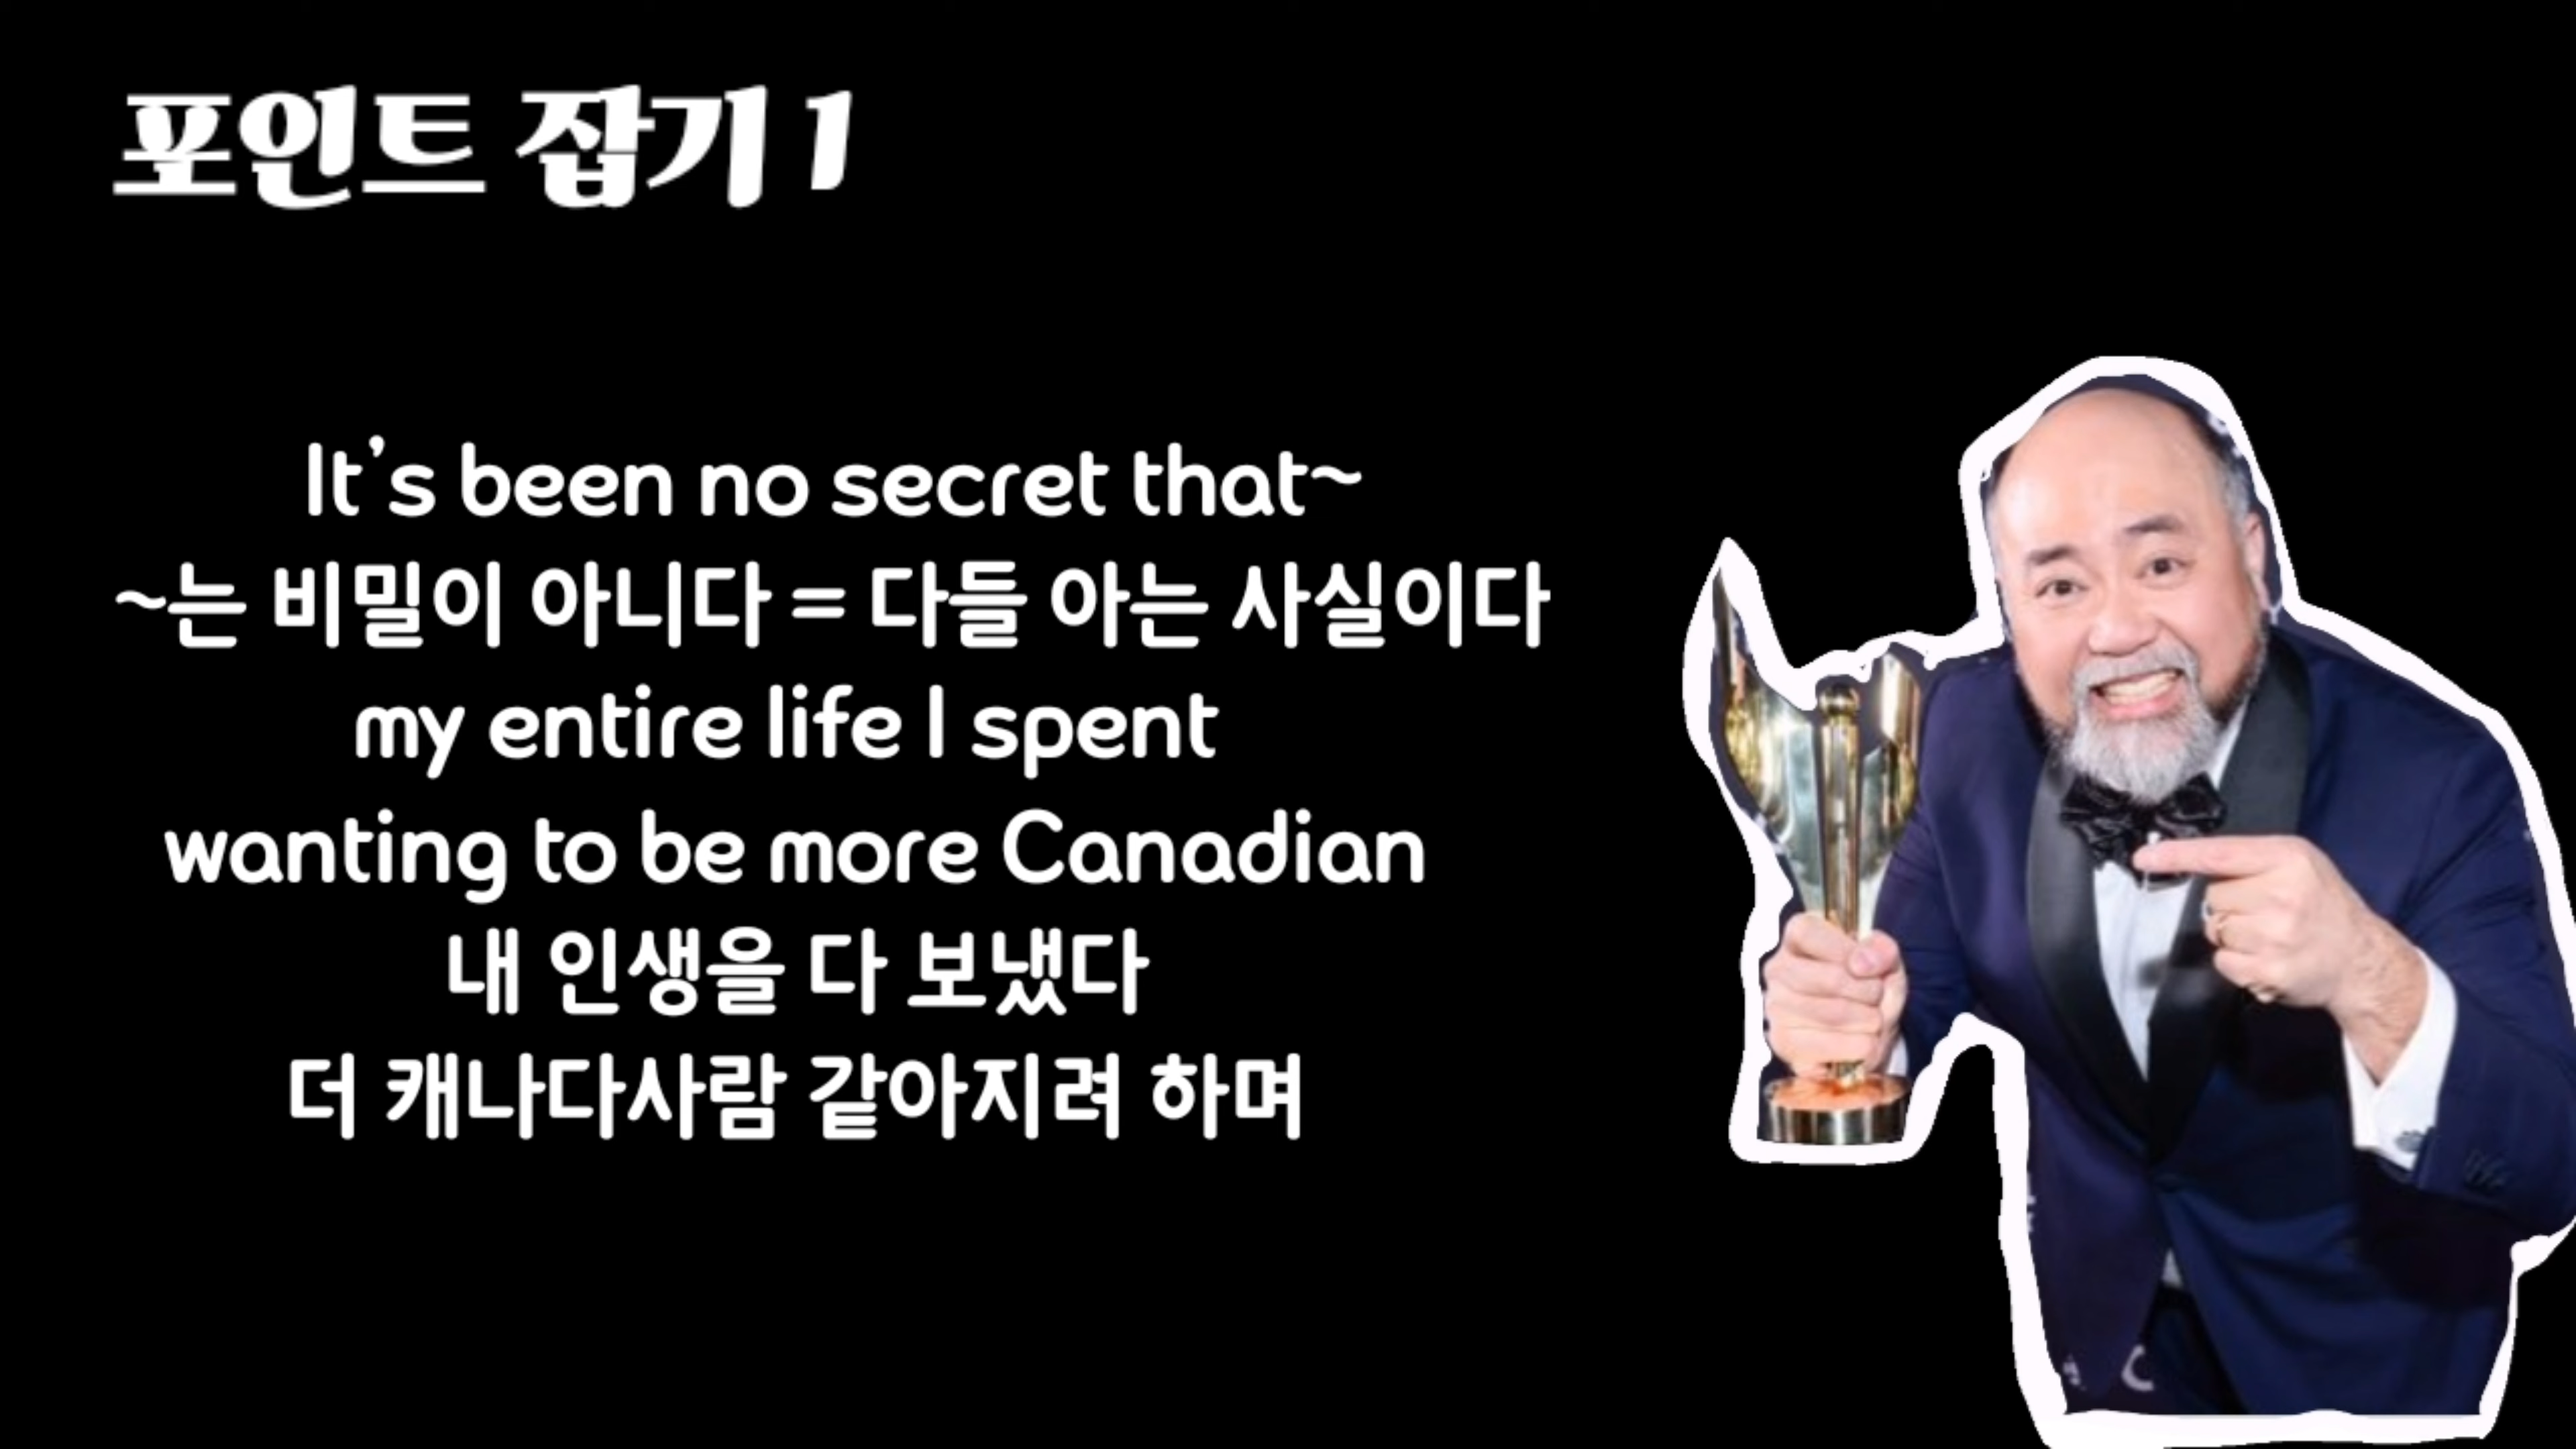 포인트 잡기 1
It's been no secret that~
~는 비밀이 아니다 = 다들 아는 사실이다
my entire life I spent
wanting to be more Canadian
내 인생을 다 보냈다
더 캐나다사람 같아지려 하며